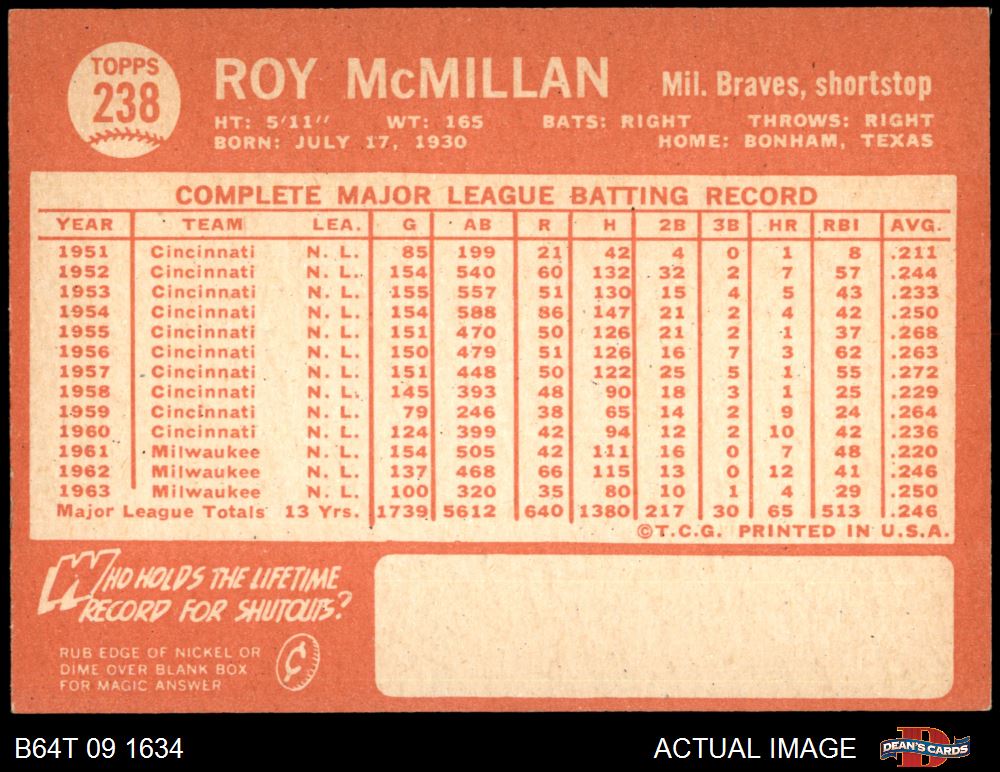 TOPPS
238
ROY McMILLAN Mil. Braves, shortstop
HT: 5'11" WT: 165 BATS: RIGHT THROWS: RIGHT
BORN: JULY 17, 1930 HOME: BONHAM, TEXAS
COMPLETE MAJOR LEAGUE BATTING RECORD
YEAR TEAM LEA. G AB R H 2B 3B HR RBI AVG.
1951 Cincinnati N. L. 85 199 21 42 4 0 1 8 .211
1952 Cincinnati N. L. 154 540 60 132 32 2 7 57 .244
1953 Cincinnati N. L. 155 557 51 130 15 4 5 43 .233
1954 Cincinnati N. L. 154 588 86 147 21 2 4 42 .250
1955 Cincinnati N. L. 151 470 50 126 21 2 1 37 .268
1956 Cincinnati N. L. 150 479 51 126 16 7 3 62 .263
1957 Cincinnati N. L. 151 448 50 122 25 5 1 55 .272
1958 Cincinnati N. L. 145 393 48 90 18 3 1 25 .229
1959 Cincinnati N. L. 79 246 38 65 14 2 9 24 .264
1960 Cincinnati N. L. 124 399 42 94 12 2 10 42 .236
1961 Milwaukee N. L. 154 505 42 111 16 0 7 48 .220
1962 Milwaukee N. L. 137 468 66 115 13 0 12 41 .246
1963 Milwaukee N. L. 100 320 35 80 10 1 4 29 .250
Major League Totals 13 Yrs. 1739 5612 640 1380 217 30 65 513 .246
©T.C.G. PRINTED IN U.S.A.
WHO HOLDS THE LIFETIME
RECORD FOR SHUTOUTS?
RUB EDGE OF NICKEL OR
DIME OVER BLANK BOX
FOR MAGIC ANSWER
¢
B64T 09 1634 ACTUAL IMAGE DEAN'S CARDS